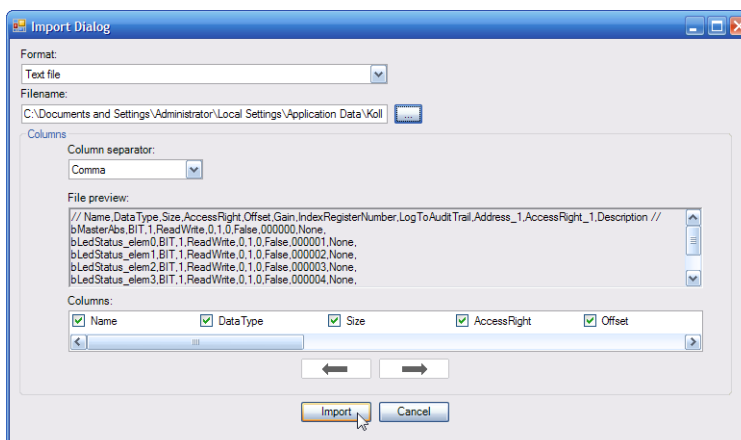 Import Dialog
Format:
Text file
Filename:
C:\Documents and Settings\Administrator\Local Settings\Application Data\Koll
...
Columns
Column separator:
Comma
File preview:
// Name,DataType,Size,AccessRight,Offset,Gain,IndexRegisterNumber,LogToAuditTrail,Address_1,AccessRight_1,Description //
bMasterAbs,BIT,1,ReadWrite,0,1,0,False,000000,None,
bLedStatus_elem0,BIT,1,ReadWrite,0,1,0,False,000001,None,
bLedStatus_elem1,BIT,1,ReadWrite,0,1,0,False,000002,None,
bLedStatus_elem2,BIT,1,ReadWrite,0,1,0,False,000003,None,
bLedStatus_elem3,BIT,1,ReadWrite,0,1,0,False,000004,None,
Columns:
Name DataType Size AccessRight Offset
Import Cancel